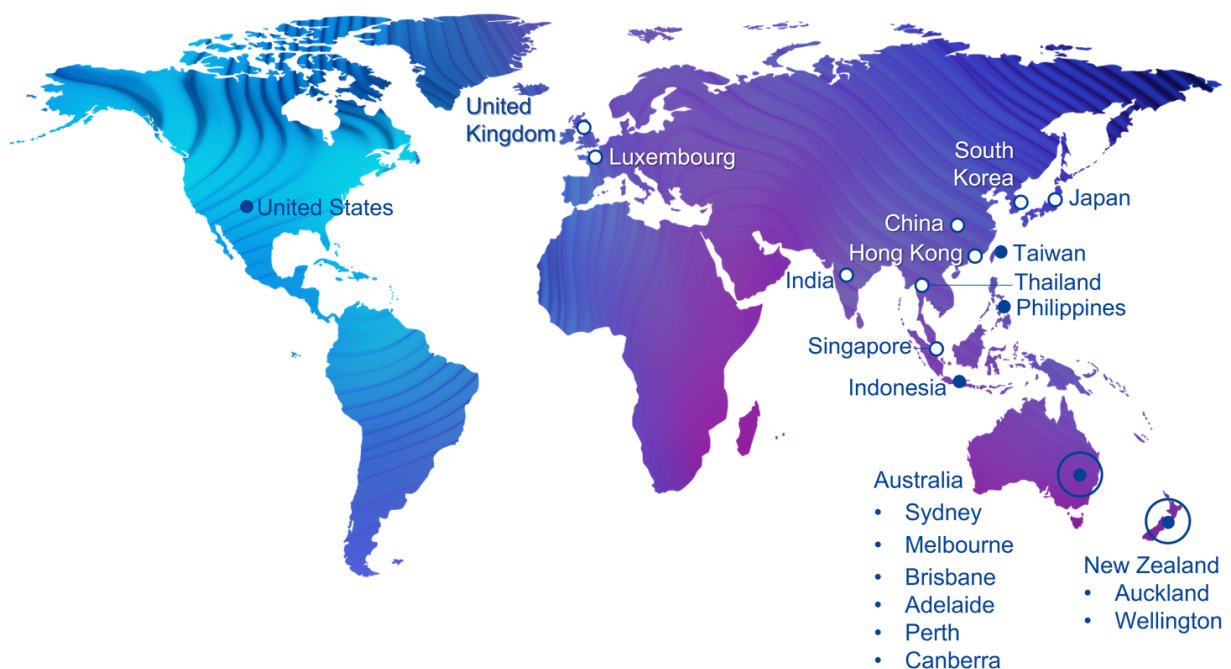 United
Kingdom
Luxembourg
South
Korea
United States
Japan
China
Hong Kong
Taiwan
India
Thailand
Philippines
Singapore
Indonesia
Australia
• Sydney
• Melbourne
• Brisbane
• Adelaide
• Perth
• Canberra
New Zealand
• Auckland
• Wellington